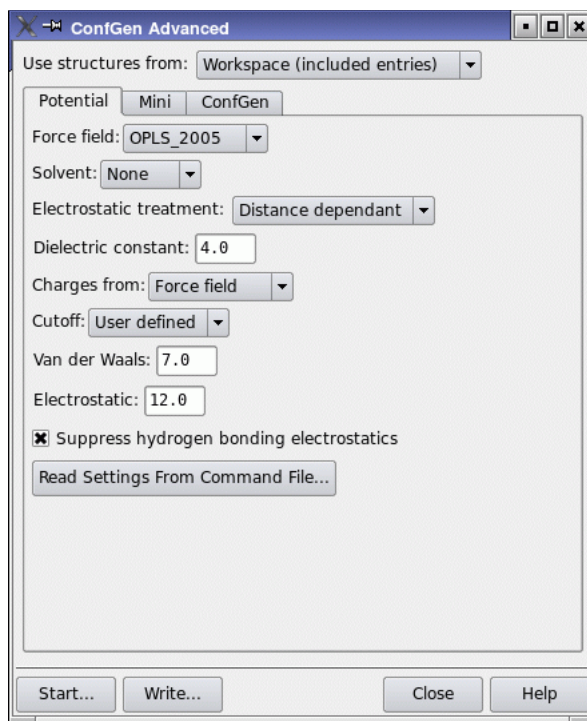 ConfGen Advanced
Use structures from: Workspace (included entries)
Potential Mini ConfGen
Force field: OPLS_2005
Solvent: None
Electrostatic treatment: Distance dependant
Dielectric constant: 4.0
Charges from: Force field
Cutoff: User defined
Van der Waals: 7.0
Electrostatic: 12.0
Suppress hydrogen bonding electrostatics
Read Settings From Command File...
Start... Write... Close Help